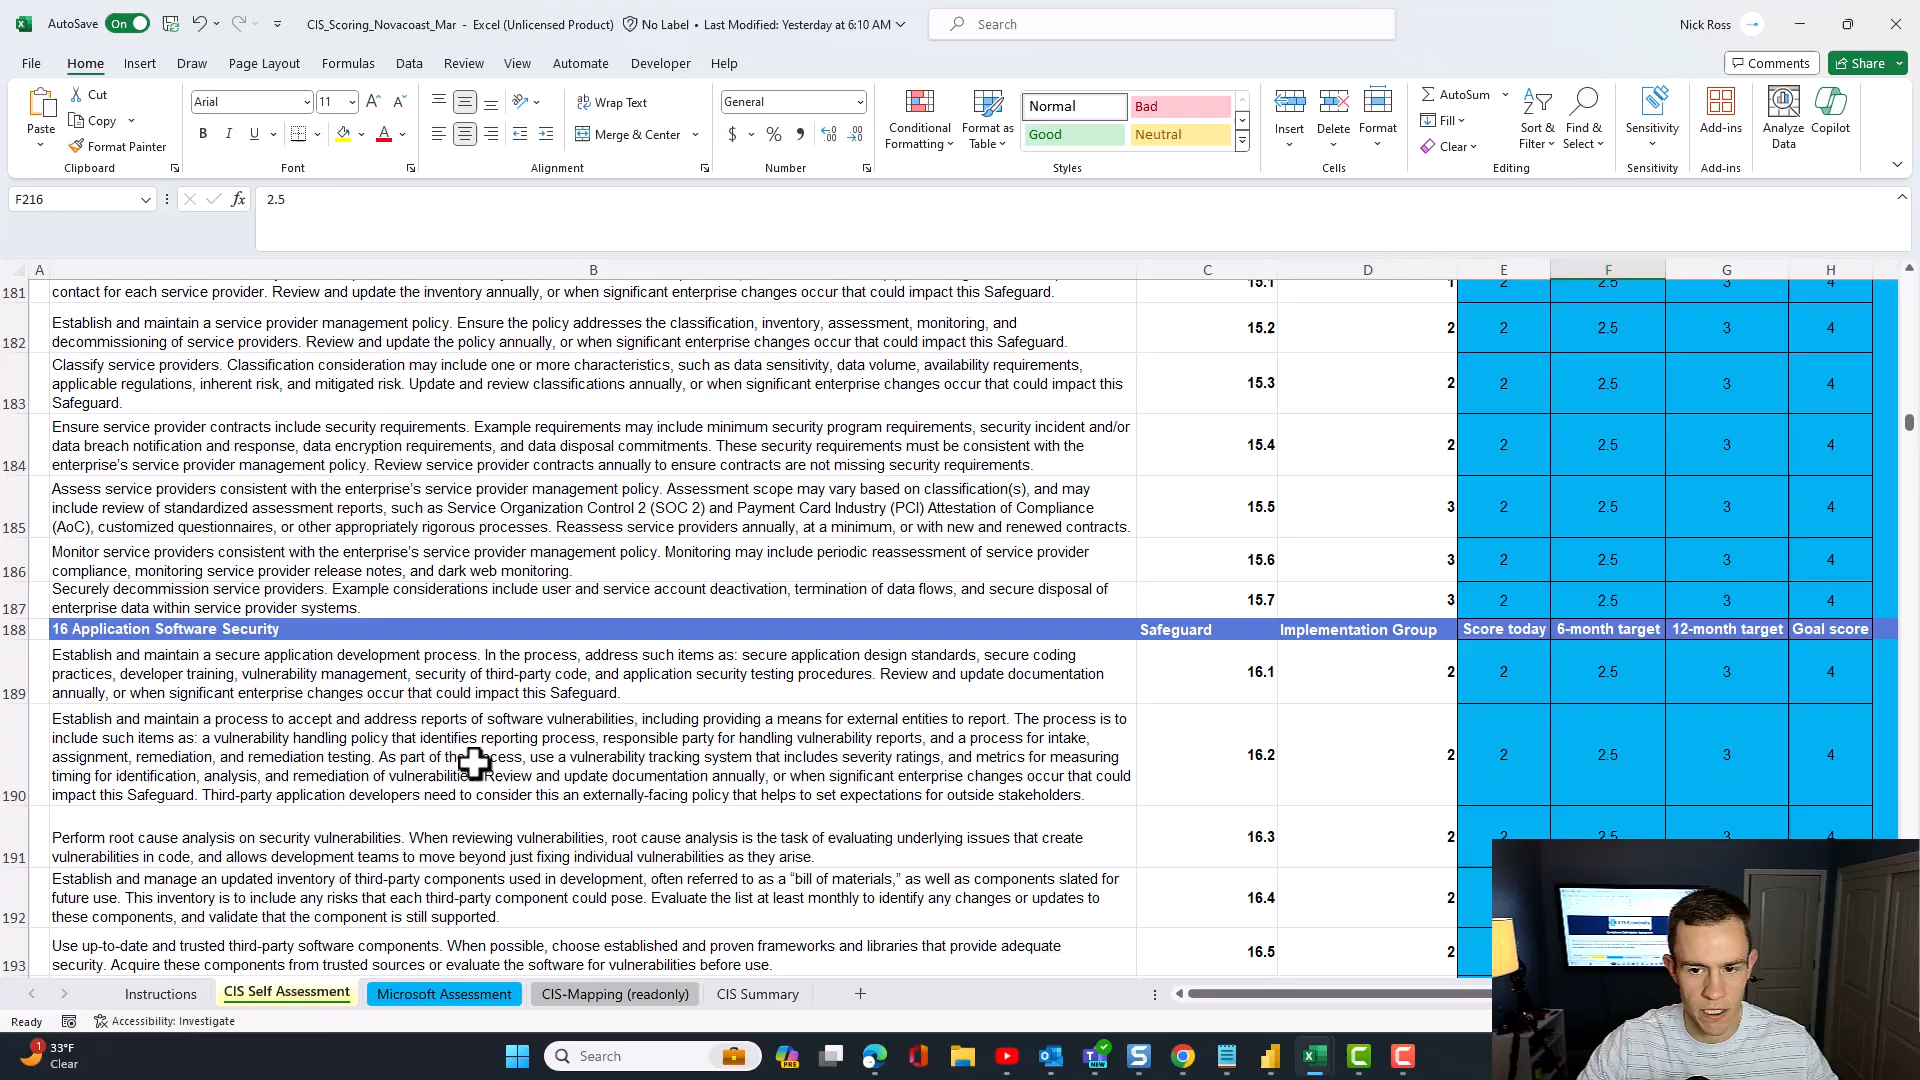 AutoSave On CIS_Scoring_Novacoast_Mar - Excel (Unlicensed Product) No Label • Last Modified: Yesterday at 6:10 AM Search Nick Ross
File Home Insert Draw Page Layout Formulas Data Review View Automate Developer Help Comments Share
Paste Cut Copy Format Painter Clipboard
Arial 11 B I U Font
Wrap Text Merge & Center Alignment
General $ % Number
Conditional Formatting Format as Table Normal Bad Good Neutral Styles
Insert Delete Format Cells
AutoSum Fill Clear Sort & Filter Find & Select Editing
Sensitivity Sensitivity
Add-ins Add-ins
Analyze Data Copilot
F216 fx 2.5
A B C D E F G H
181 contact for each service provider. Review and update the inventory annually, or when significant enterprise changes occur that could impact this Safeguard. 15.1 1 2 2.5 3 4
Establish and maintain a service provider management policy. Ensure the policy addresses the classification, inventory, assessment, monitoring, and
182 decommissioning of service providers. Review and update the policy annually, or when significant enterprise changes occur that could impact this Safeguard. 15.2 2 2 2.5 3 4
Classify service providers. Classification consideration may include one or more characteristics, such as data sensitivity, data volume, availability requirements,
applicable regulations, inherent risk, and mitigated risk. Update and review classifications annually, or when significant enterprise changes occur that could impact this 15.3 2 2 2.5 3 4
183 Safeguard.
Ensure service provider contracts include security requirements. Example requirements may include minimum security program requirements, security incident and/or
data breach notification and response, data encryption requirements, and data disposal commitments. These security requirements must be consistent with the 15.4 2 2 2.5 3 4
184 enterprise's service provider management policy. Review service provider contracts annually to ensure contracts are not missing security requirements.
Assess service providers consistent with the enterprise's service provider management policy. Assessment scope may vary based on classification(s), and may
include review of standardized assessment reports, such as Service Organization Control 2 (SOC 2) and Payment Card Industry (PCI) Attestation of Compliance 15.5 3 2 2.5 3 4
185 (AoC), customized questionnaires, or other appropriately rigorous processes. Reassess service providers annually, at a minimum, or with new and renewed contracts.
Monitor service providers consistent with the enterprise's service provider management policy. Monitoring may include periodic reassessment of service provider
186 compliance, monitoring service provider release notes, and dark web monitoring. 15.6 3 2 2.5 3 4
Securely decommission service providers. Example considerations include user and service account deactivation, termination of data flows, and secure disposal of
187 enterprise data within service provider systems. 15.7 3 2 2.5 3 4
188 16 Application Software Security Safeguard Implementation Group Score today 6-month target 12-month target Goal score
Establish and maintain a secure application development process. In the process, address such items as: secure application design standards, secure coding
practices, developer training, vulnerability management, security of third-party code, and application security testing procedures. Review and update documentation 16.1 2 2 2.5 3 4
189 annually, or when significant enterprise changes occur that could impact this Safeguard.
Establish and maintain a process to accept and address reports of software vulnerabilities, including providing a means for external entities to report. The process is to
include such items as: a vulnerability handling policy that identifies reporting process, responsible party for handling vulnerability reports, and a process for intake,
assignment, remediation, and remediation testing. As part of the cess, use a vulnerability tracking system that includes severity ratings, and metrics for measuring 16.2 2 2 2.5 3 4
timing for identification, analysis, and remediation of vulnerabilitie Review and update documentation annually, or when significant enterprise changes occur that could
190 impact this Safeguard. Third-party application developers need to consider this an externally-facing policy that helps to set expectations for outside stakeholders.
Perform root cause analysis on security vulnerabilities. When reviewing vulnerabilities, root cause analysis is the task of evaluating underlying issues that create 16.3 2 2 2.5 3 4
191 vulnerabilities in code, and allows development teams to move beyond just fixing individual vulnerabilities as they arise.
Establish and manage an updated inventory of third-party components used in development, often referred to as a “bill of materials,” as well as components slated for
future use. This inventory is to include any risks that each third-party component could pose. Evaluate the list at least monthly to identify any changes or updates to 16.4 2
192 these components, and validate that the component is still supported.
Use up-to-date and trusted third-party software components. When possible, choose established and proven frameworks and libraries that provide adequate
193 security. Acquire these components from trusted sources or evaluate the software for vulnerabilities before use. 16.5 2
Instructions CIS Self Assessment Microsoft Assessment CIS-Mapping (readonly) CIS Summary
Ready Accessibility: Investigate
1 33°F
Clear
Search PRE NEW